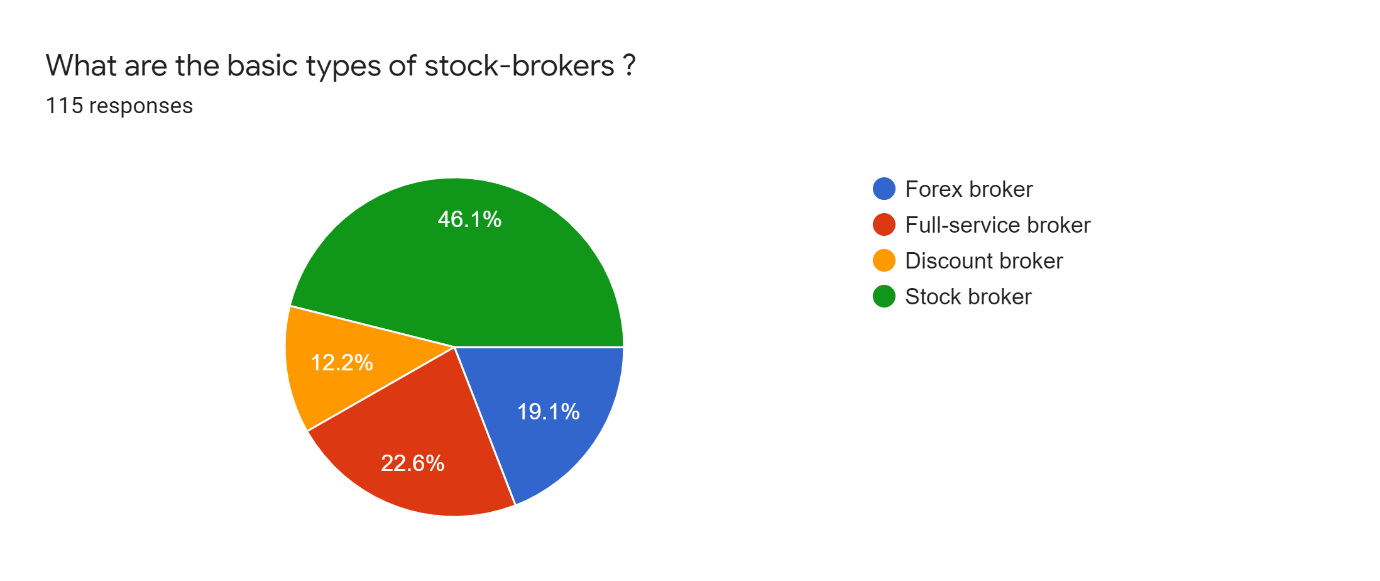 What are the basic types of stock-brokers ?
115 responses
46.1%
12.2%
19.1%
22.6%
Forex broker
Full-service broker
Discount broker
Stock broker